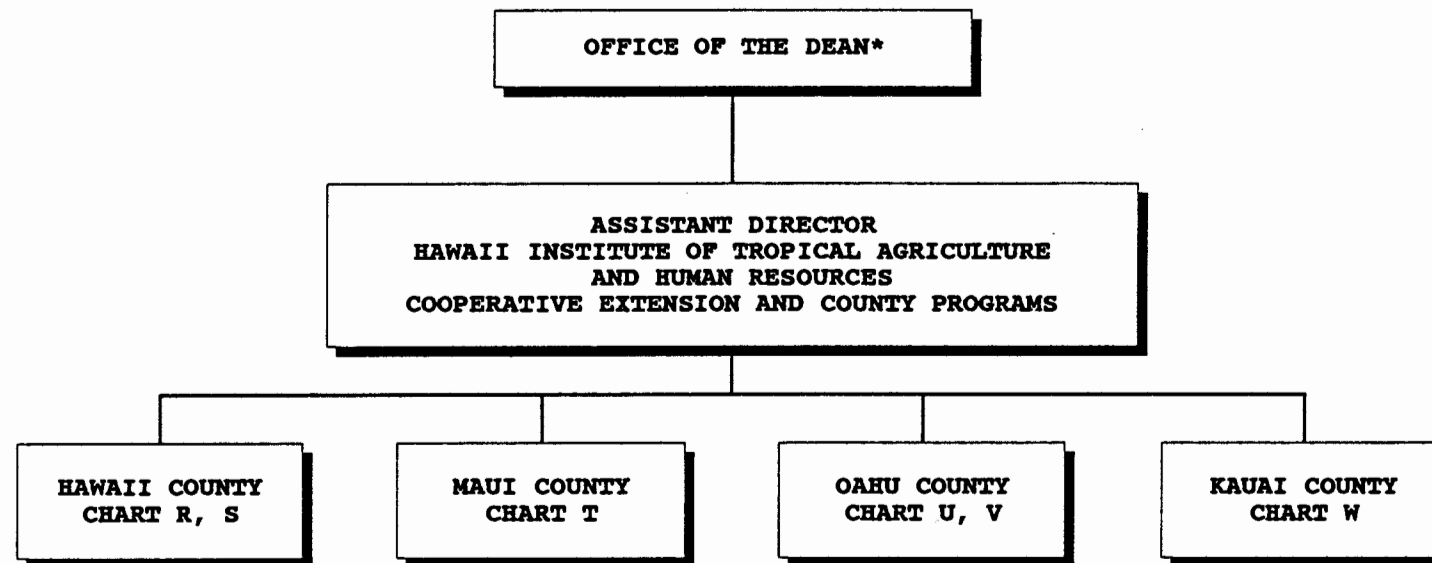 OFFICE OF THE DEAN*
ASSISTANT DIRECTOR
HAWAII INSTITUTE OF TROPICAL AGRICULTURE
AND HUMAN RESOURCES
COOPERATIVE EXTENSION AND COUNTY PROGRAMS
HAWAII COUNTY
CHART R, S
MAUI COUNTY
CHART T
OAHU COUNTY
CHART U, V
KAUAI COUNTY
CHART W